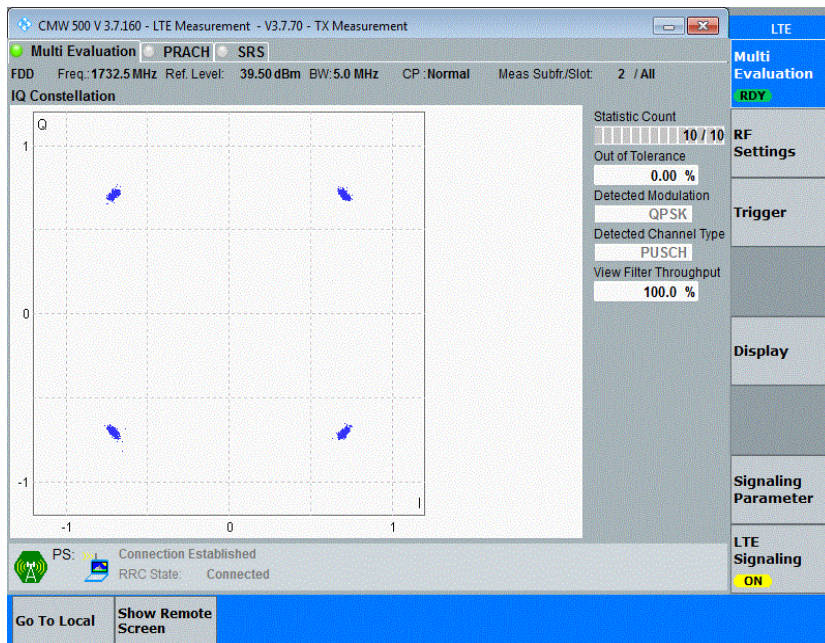 CMW 500 V 3.7.160 - LTE Measurement - V3.7.70 - TX Measurement
LTE
Multi Evaluation PRACH SRS
FDD Freq.: 1732.5 MHz Ref. Level: 39.50 dBm BW: 5.0 MHz CP : Normal Meas Subfr./Slot: 2 / All
IQ Constellation
Q
1
0
-1
-1 0 1
I
Statistic Count
10 / 10
Out of Tolerance
0.00 %
Detected Modulation
QPSK
Detected Channel Type
PUSCH
View Filter Throughput
100.0 %
Multi
Evaluation
RDY
RF
Settings
Trigger
Display
Signaling
Parameter
LTE
Signaling
ON
PS: Connection Established
RRC State: Connected
Go To Local
Show Remote
Screen